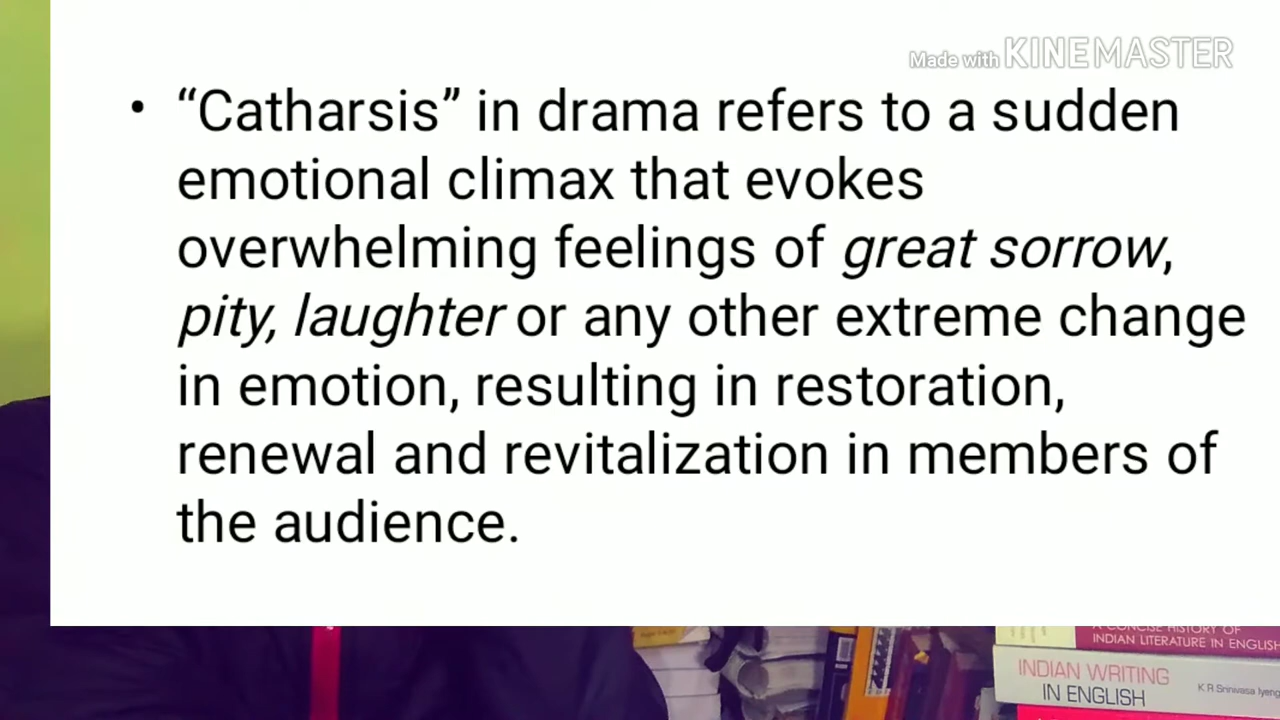 Made with KINEMASTER
• “Catharsis” in drama refers to a sudden
emotional climax that evokes
overwhelming feelings of great sorrow,
pity, laughter or any other extreme change
in emotion, resulting in restoration,
renewal and revitalization in members of
the audience.
A CONCISE HISTORY OF
INDIAN LITERATURE IN ENGLISH
INDIAN WRITING
IN ENGLISH
K.R.Srinivasa Iyeng